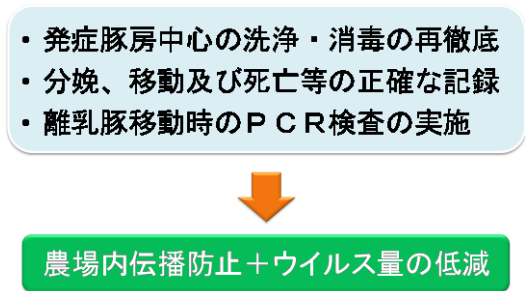 ・発症豚房中心の洗浄・消毒の再徹底
・分娩、移動及び死亡等の正確な記録
・離乳豚移動時のＰＣＲ検査の実施
農場内伝播防止＋ウイルス量の低減